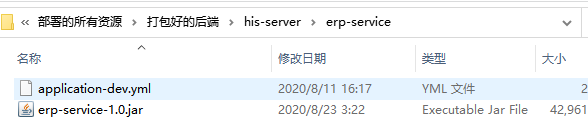 « 部署的所有资源 › 打包好的后端 › his-server › erp-service
名称 修改日期 类型 大小
application-dev.yml 2020/8/11 16:17 YML 文件 2
erp-service-1.0.jar 2020/8/23 3:22 Executable Jar File 42,961